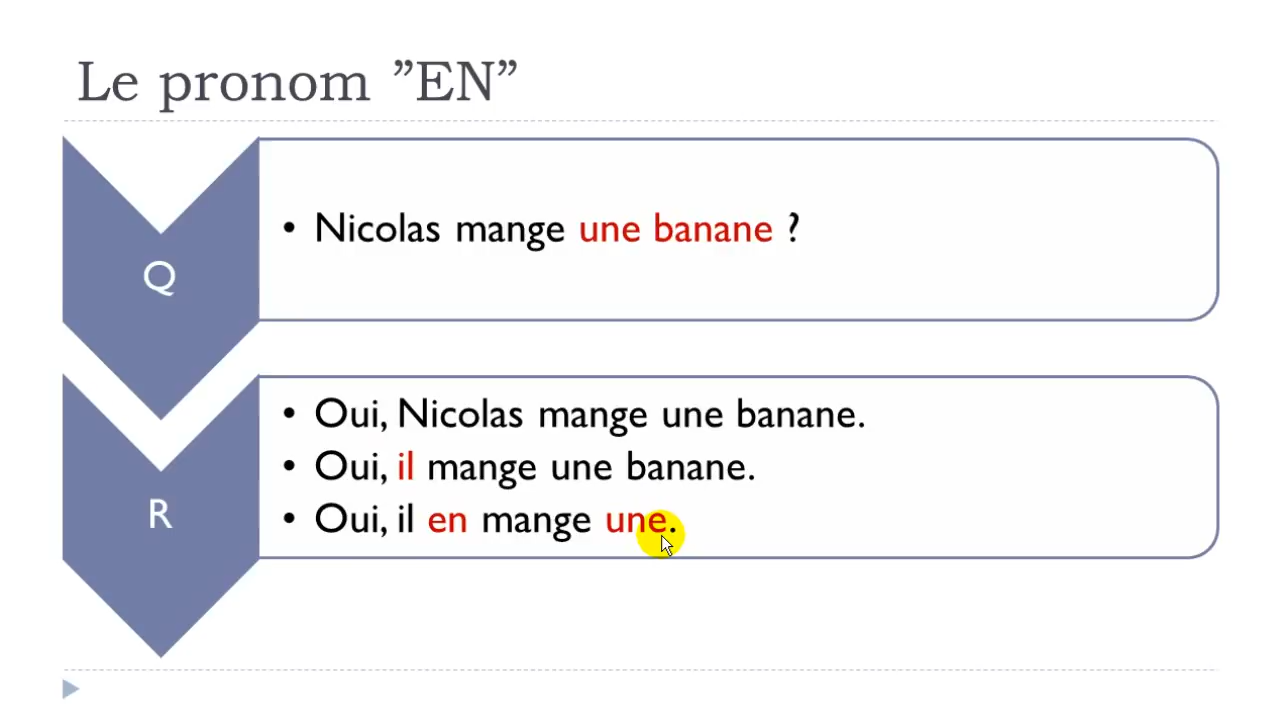 Le pronom ”EN”
Q
• Nicolas mange une banane ?
R
• Oui, Nicolas mange une banane.
• Oui, il mange une banane.
• Oui, il en mange une.